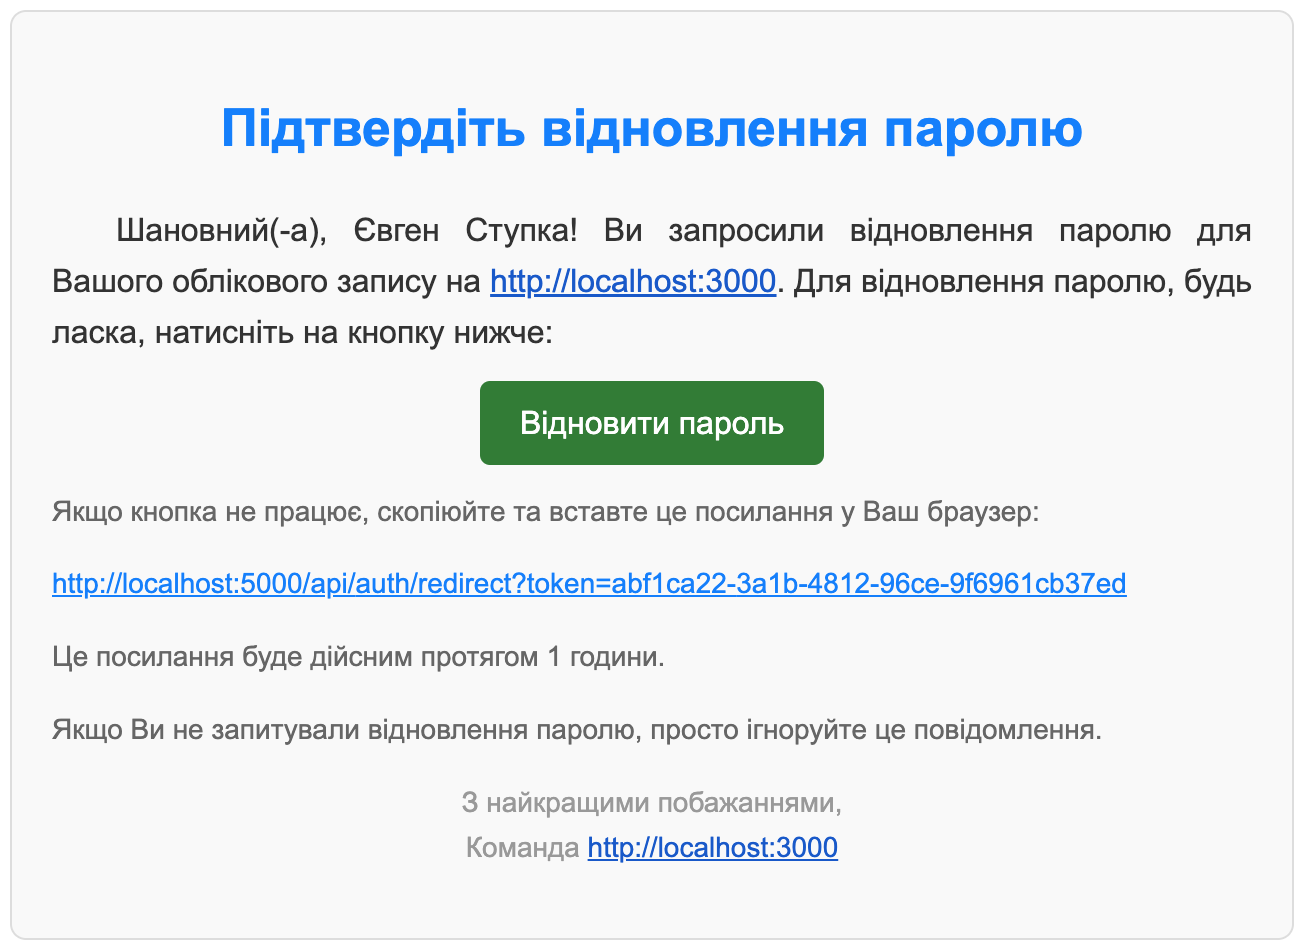 Підтвердіть відновлення паролю
Шановний(-а), Євген Ступка! Ви запросили відновлення паролю для
Вашого облікового запису на http://localhost:3000. Для відновлення паролю, будь
ласка, натисніть на кнопку нижче:
Відновити пароль
Якщо кнопка не працює, скопіюйте та вставте це посилання у Ваш браузер:
http://localhost:5000/api/auth/redirect?token=abf1ca22-3a1b-4812-96ce-9f6961cb37ed
Це посилання буде дійсним протягом 1 години.
Якщо Ви не запитували відновлення паролю, просто ігноруйте це повідомлення.
З найкращими побажаннями,
Команда http://localhost:3000